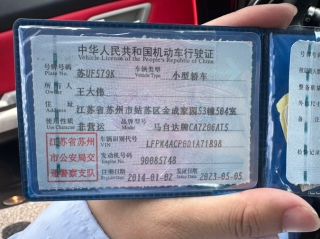 中华人民共和国机动车行驶证
Vehicle License of the People's Republic of China
号牌号码 Plate No. 苏UF579K 车辆类型 Vehicle Type 小型轿车
所有人 Owner 王大伟
住址 Address 江苏省苏州市姑苏区金成家园53幢504室
使用性质 Use Character 非营运 品牌型号 Model 马自达牌CA7206AT5
江苏省苏州市公安局交通警察支队
车辆识别代号 VIN LFPM4ACP6D1A71898
发动机号码 Engine No. 90085748
注册日期 2014-01-02 发证日期 2023-05-05